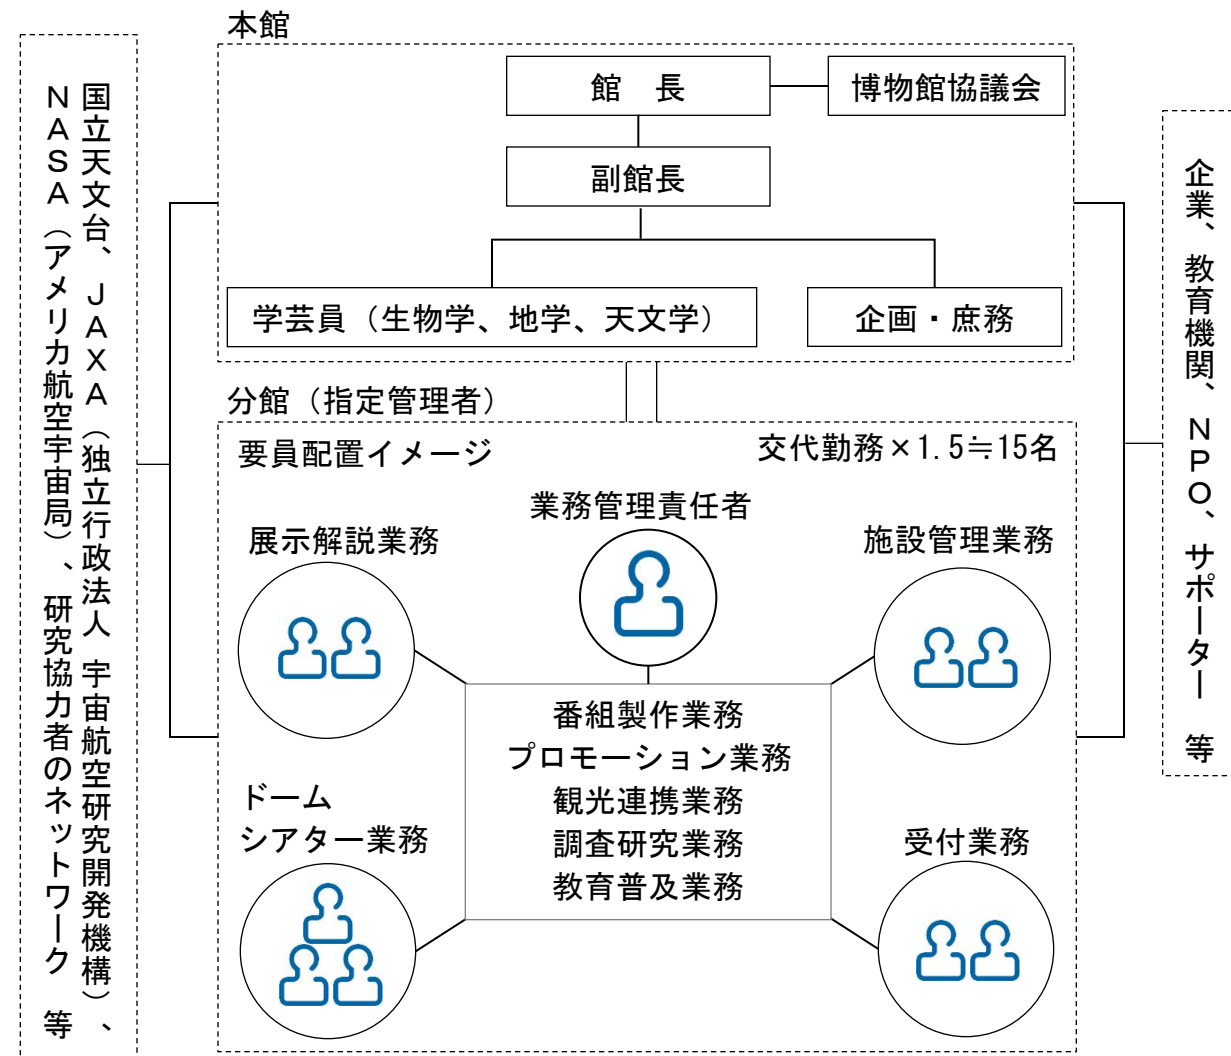 本館
館　長
博物館協議会
副館長
学芸員（生物学、地学、天文学）
企画・庶務
国立天文台、ＪＡＸＡ（独立行政法人 宇宙航空研究開発機構）、
ＮＡＳＡ（アメリカ航空宇宙局）、研究協力者のネットワーク 等
企業、教育機関、ＮＰＯ、サポーター 等
分館（指定管理者）
要員配置イメージ
交代勤務×1.5≒15名
業務管理責任者
展示解説業務
施設管理業務
番組製作業務
プロモーション業務
観光連携業務
調査研究業務
教育普及業務
ドーム
シアター業務
受付業務